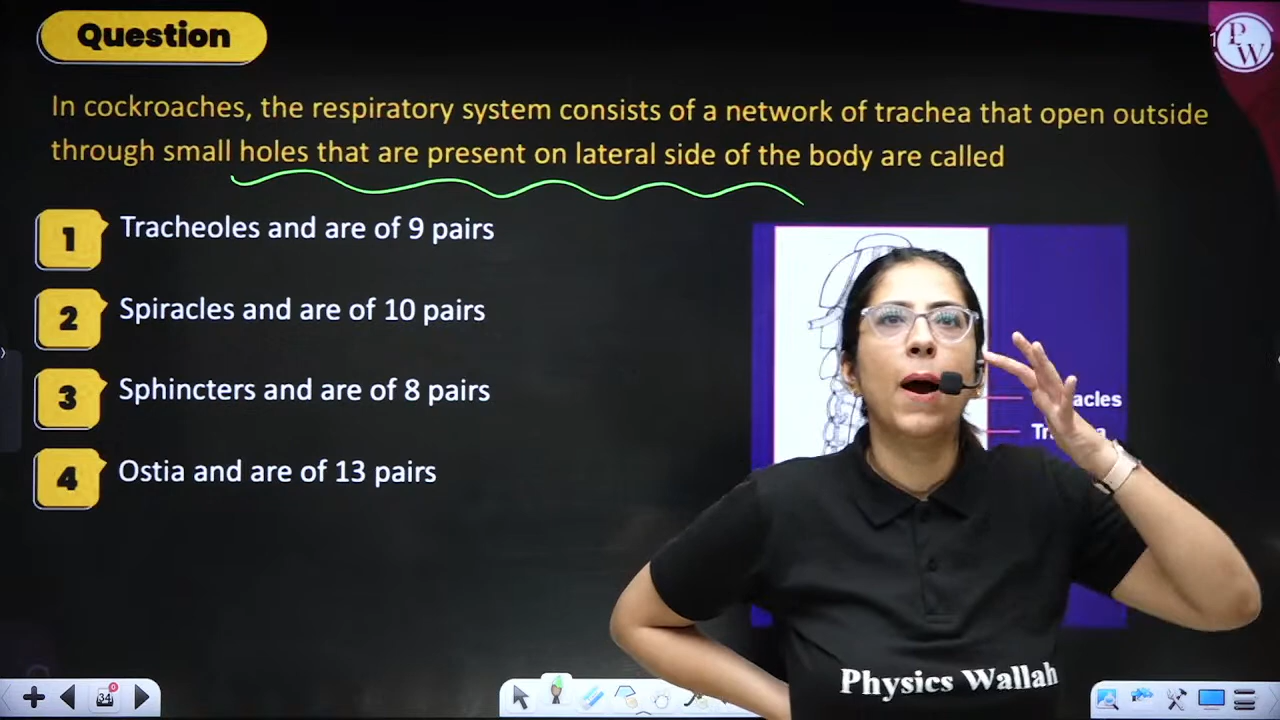 Question
PW
In cockroaches, the respiratory system consists of a network of trachea that open outside
through small holes that are present on lateral side of the body are called
1 Tracheoles and are of 9 pairs
2 Spiracles and are of 10 pairs
3 Sphincters and are of 8 pairs
4 Ostia and are of 13 pairs
Physics Wallah
34